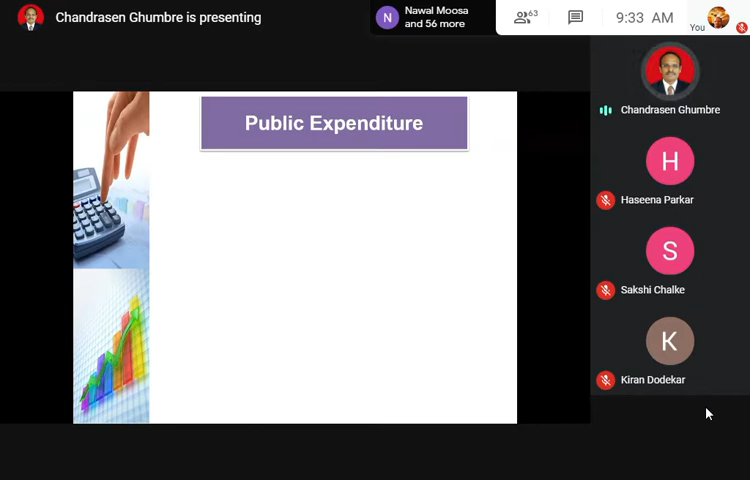 Chandrasen Ghumbre is presenting
N
Nawal Moosa
and 56 more
63
9:33 AM
You
Public Expenditure
Chandrasen Ghumbre
H
Haseena Parkar
S
Sakshi Chalke
K
Kiran Dodekar